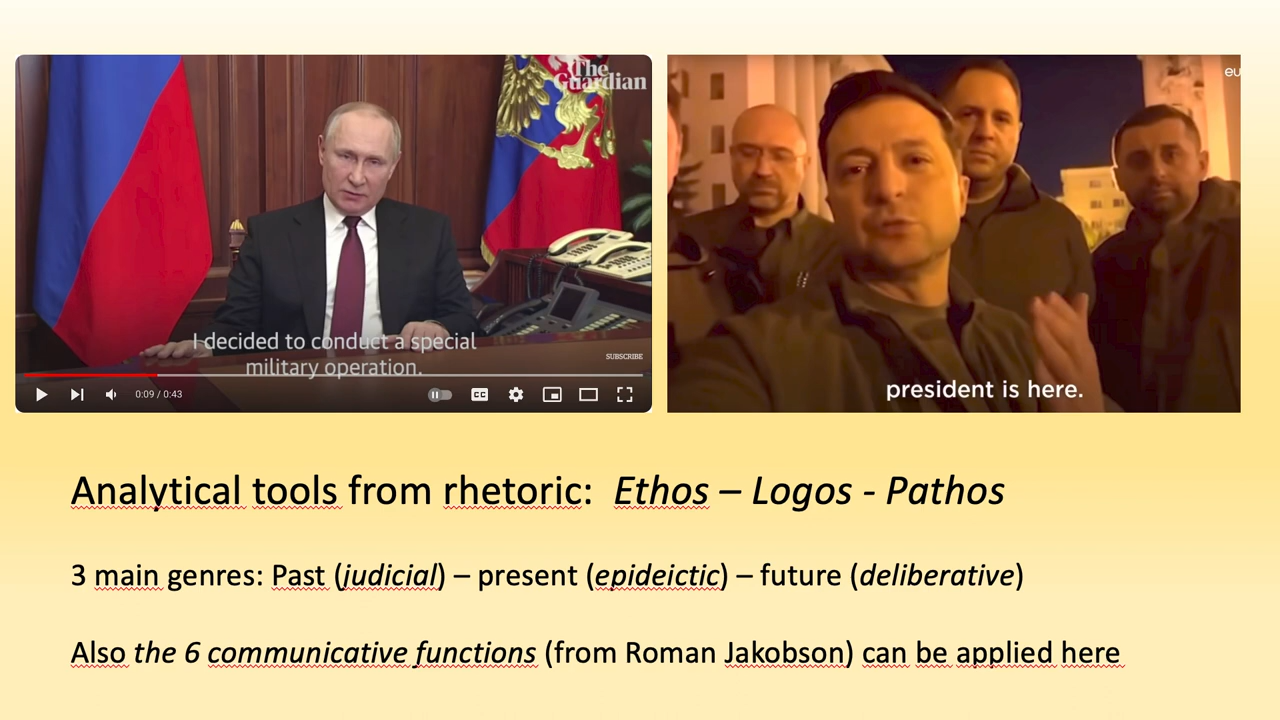 The
Guardian
I decided to conduct a special
military operation.
SUBSCRIBE
0:09 / 0:43
CC
eu
president is here.
Analytical tools from rhetoric: Ethos – Logos - Pathos
3 main genres: Past (judicial) – present (epideictic) – future (deliberative)
Also the 6 communicative functions (from Roman Jakobson) can be applied here